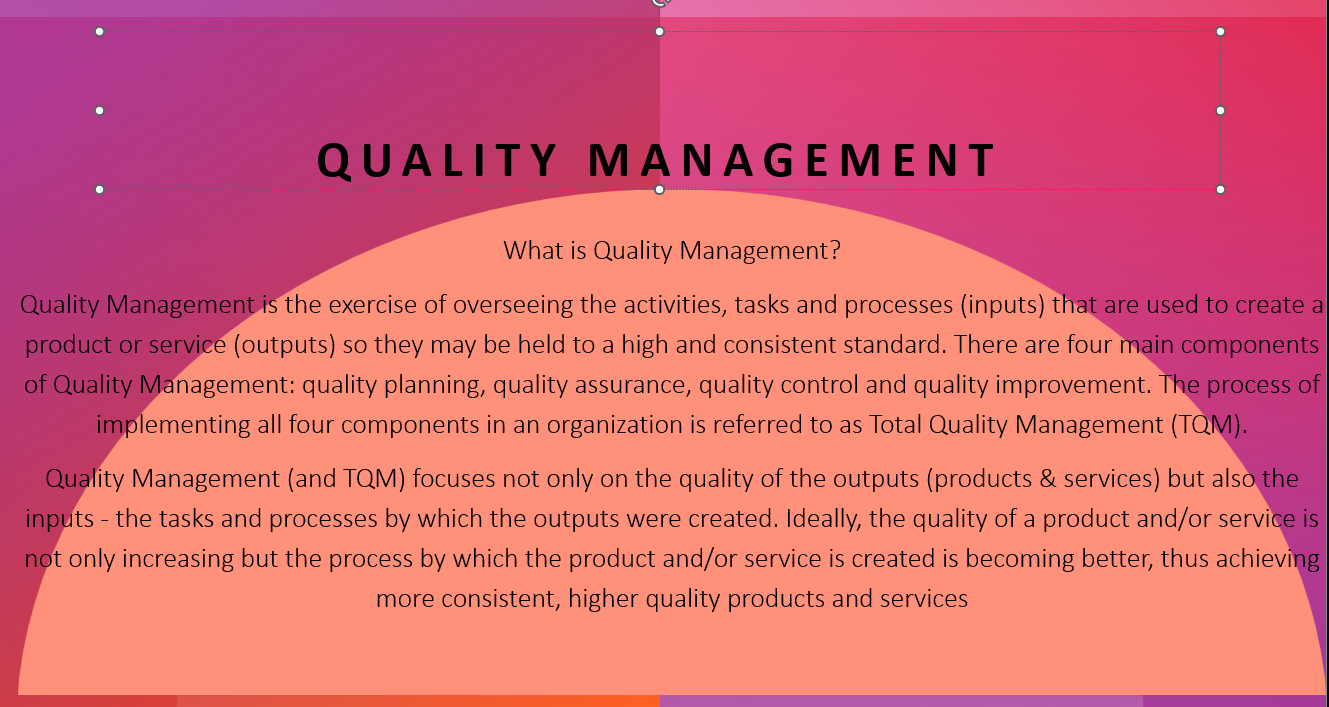 QUALITY MANAGEMENT
What is Quality Management?
Quality Management is the exercise of overseeing the activities, tasks and processes (inputs) that are used to create a
product or service (outputs) so they may be held to a high and consistent standard. There are four main components
of Quality Management: quality planning, quality assurance, quality control and quality improvement. The process of
implementing all four components in an organization is referred to as Total Quality Management (TQM).
Quality Management (and TQM) focuses not only on the quality of the outputs (products & services) but also the
inputs - the tasks and processes by which the outputs were created. Ideally, the quality of a product and/or service is
not only increasing but the process by which the product and/or service is created is becoming better, thus achieving
more consistent, higher quality products and services